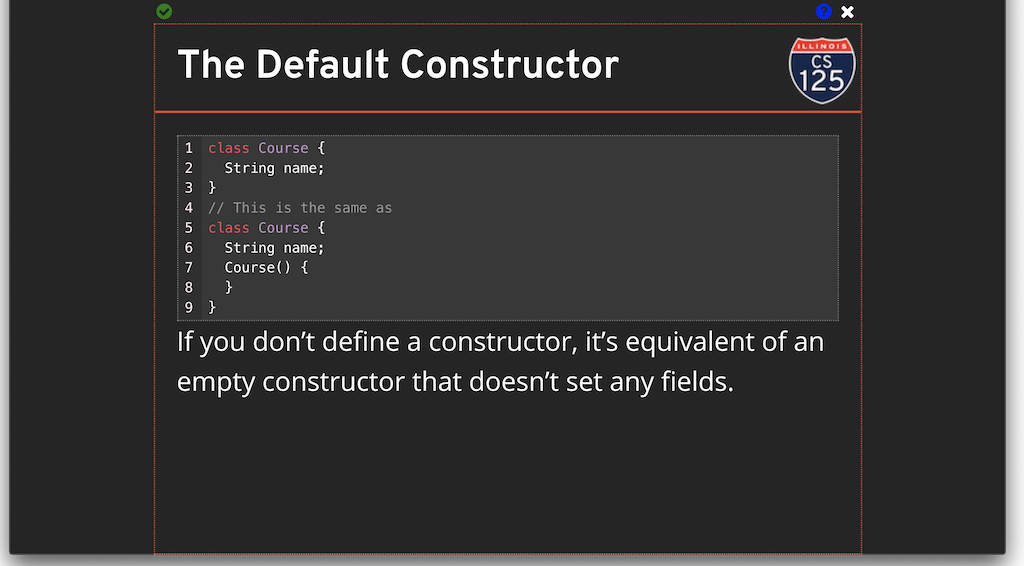 The Default Constructor
ILLINOIS
CS
125
1 class Course {
2   String name;
3 }
4 // This is the same as
5 class Course {
6   String name;
7   Course() {
8   }
9 }
If you don’t define a constructor, it’s equivalent of an
empty constructor that doesn’t set any fields.